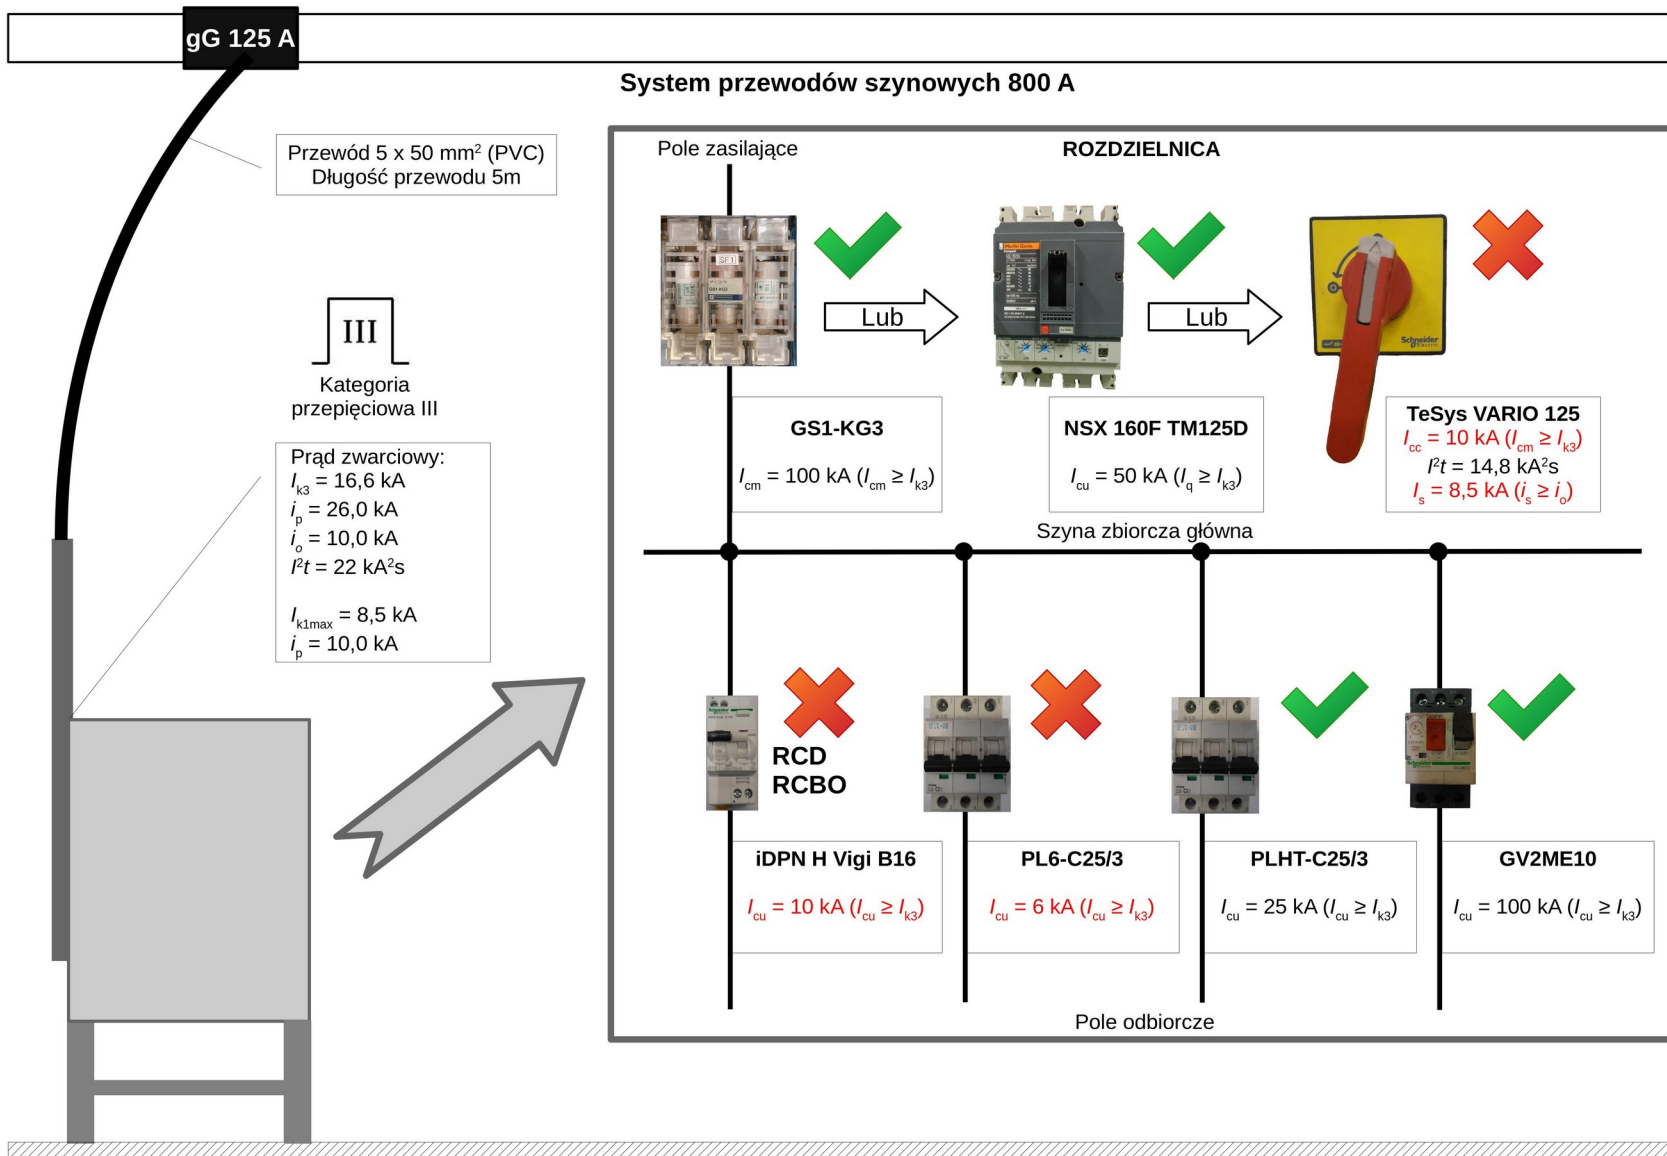 gG 125 A
System przewodów szynowych 800 A
Przewód 5 x 50 mm² (PVC)
Długość przewodu 5m
III
Kategoria
przepięciowa III
Prąd zwarciowy:
Ik3 = 16,6 kA
ip = 26,0 kA
io = 10,0 kA
I²t = 22 kA²s
Ik1max = 8,5 kA
ip = 10,0 kA
Pole zasilające
ROZDZIELNICA
SF1
Lub
Lub
Schneider
Electric
GS1-KG3
Icm = 100 kA (Icm ≥ Ik3)
NSX 160F TM125D
Icu = 50 kA (Iq ≥ Ik3)
TeSys VARIO 125
Icc = 10 kA (Icm ≥ Ik3)
I²t = 14,8 kA²s
Is = 8,5 kA (is ≥ io)
Szyna zbiorcza główna
RCD
RCBO
Schneider
iDPN H Vigi B16
Icu = 10 kA (Icu ≥ Ik3)
PL6-C25/3
Icu = 6 kA (Icu ≥ Ik3)
PLHT-C25/3
Icu = 25 kA (Icu ≥ Ik3)
GV2ME10
Icu = 100 kA (Icu ≥ Ik3)
Pole odbiorcze